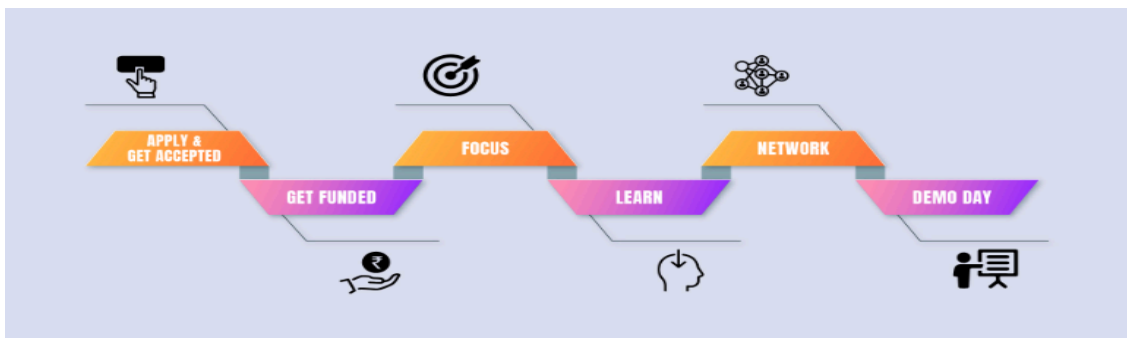 APPLY &
GET ACCEPTED
GET FUNDED
FOCUS
LEARN
NETWORK
DEMO DAY
₹